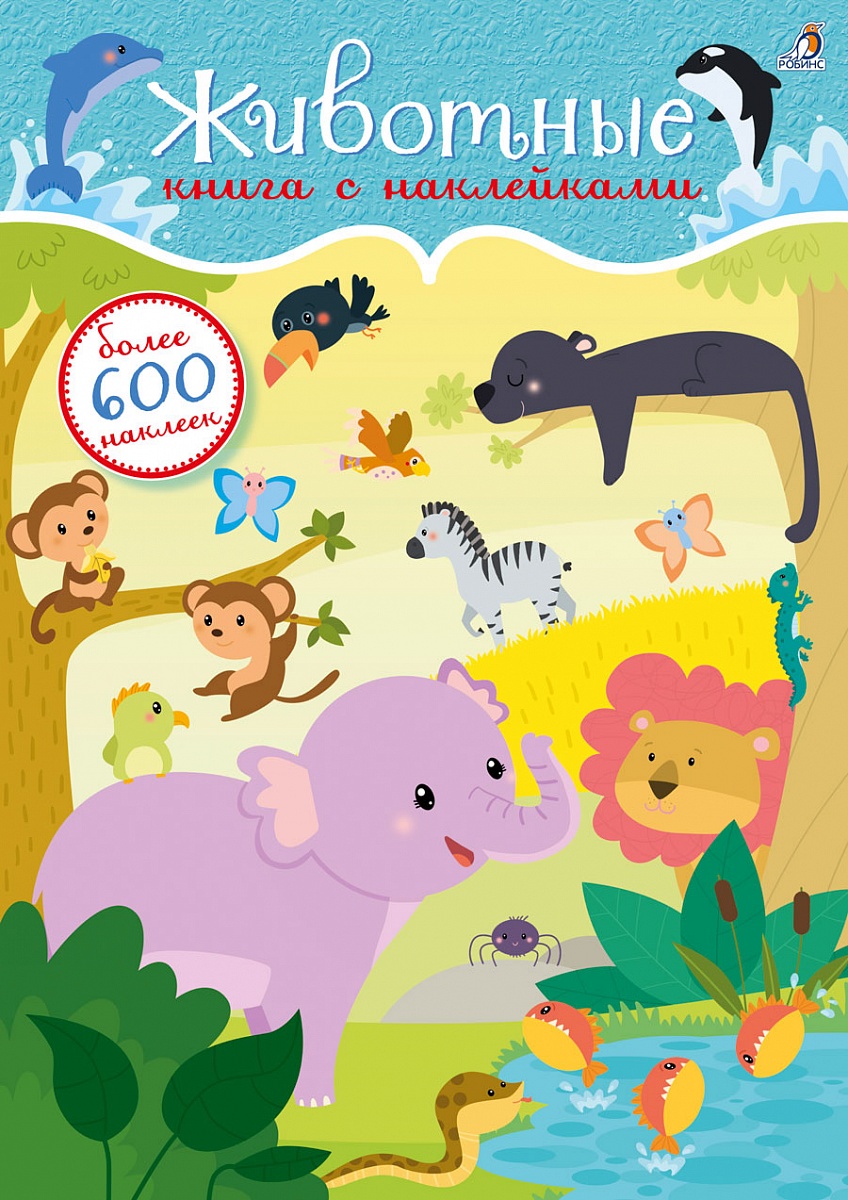 РОБИНС
Животные
книга с наклейками
более
600
наклеек